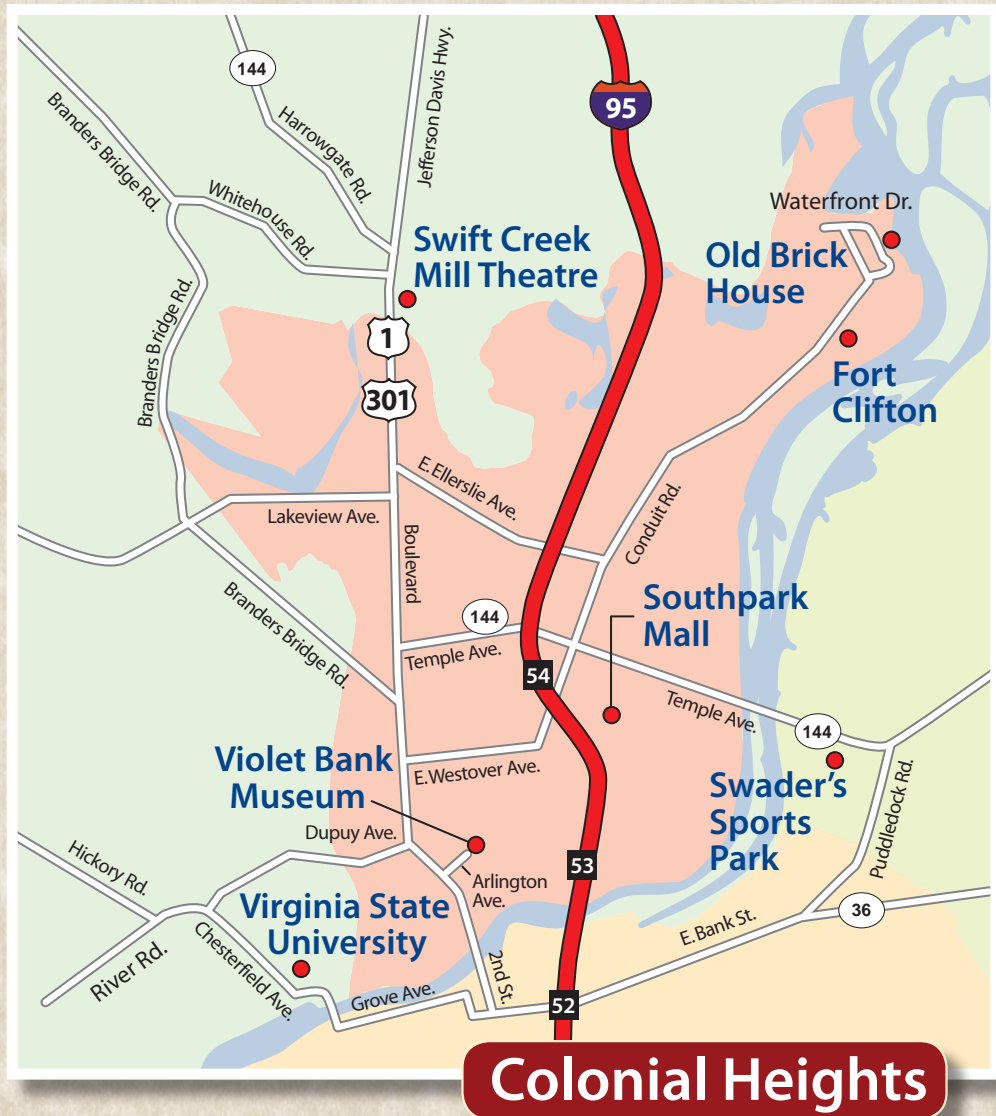 144
Harrowgate Rd.
Jefferson Davis Hwy.
95
Branders Bridge Rd.
Whitehouse Rd.
Waterfront Dr.
Swift Creek
Mill Theatre
Old Brick
House
Branders Bridge Rd.
1
301
Fort
Clifton
E. Ellerslie Ave.
Lakeview Ave.
Boulevard
Conduit Rd.
Branders Bridge Rd.
144
Temple Ave.
Southpark
Mall
54
Temple Ave.
144
Violet Bank
Museum
E. Westover Ave.
Swader's
Sports
Park
Puddledock Rd.
Dupuy Ave.
Hickory Rd.
53
Arlington
Ave.
Virginia State
University
36
E. Bank St.
River Rd.
Chesterfield Ave.
2nd St.
Grove Ave.
52
Colonial Heights